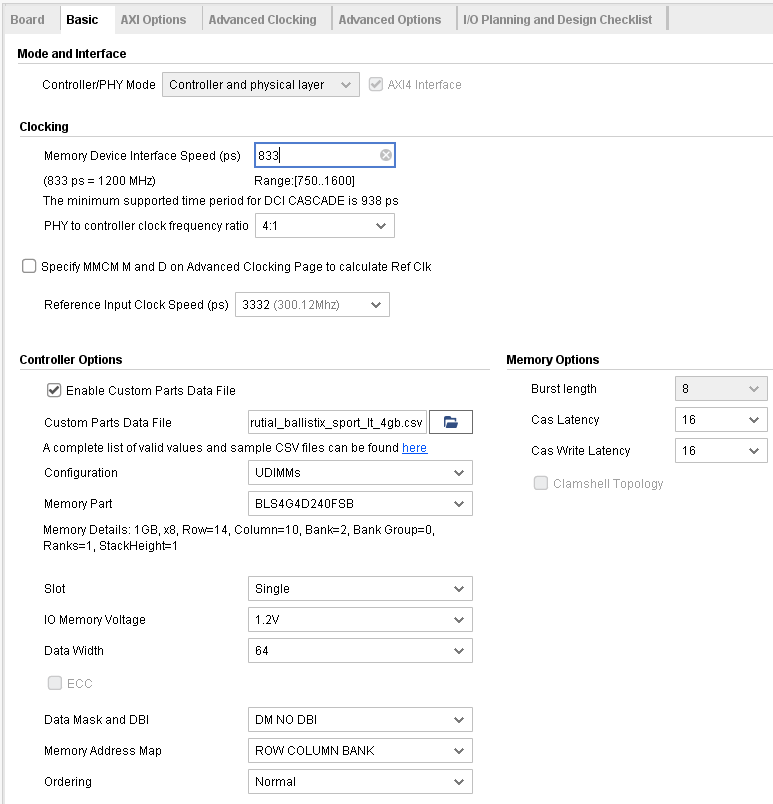 Board Basic AXI Options Advanced Clocking Advanced Options I/O Planning and Design Checklist
Mode and Interface
Controller/PHY Mode Controller and physical layer AXI4 Interface
Clocking
Memory Device Interface Speed (ps) 833
(833 ps = 1200 MHz) Range:[750..1600]
The minimum supported time period for DCI CASCADE is 938 ps
PHY to controller clock frequency ratio 4:1
Specify MMCM M and D on Advanced Clocking Page to calculate Ref Clk
Reference Input Clock Speed (ps) 3332 (300.12Mhz)
Controller Options Memory Options
Enable Custom Parts Data File Burst length 8
Custom Parts Data File rutial_ballistix_sport_lt_4gb.csv Cas Latency 16
A complete list of valid values and sample CSV files can be found here Cas Write Latency 16
Configuration UDIMMs Clamshell Topology
Memory Part BLS4G4D240FSB
Memory Details: 1GB, x8, Row=14, Column=10, Bank=2, Bank Group=0,
Ranks=1, StackHeight=1
Slot Single
IO Memory Voltage 1.2V
Data Width 64
ECC
Data Mask and DBI DM NO DBI
Memory Address Map ROW COLUMN BANK
Ordering Normal